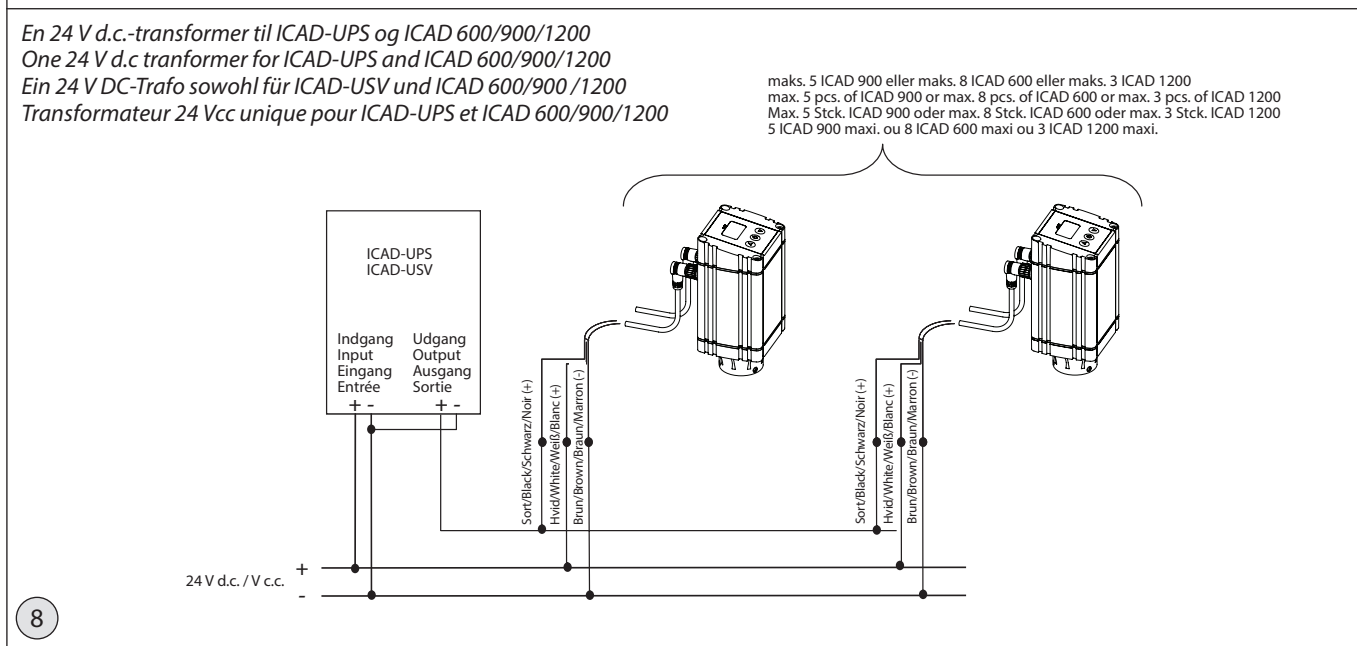 En 24 V d.c.-transformer til ICAD-UPS og ICAD 600/900/1200
One 24 V d.c tranformer for ICAD-UPS and ICAD 600/900/1200
Ein 24 V DC-Trafo sowohl für ICAD-USV und ICAD 600/900 /1200
Transformateur 24 Vcc unique pour ICAD-UPS et ICAD 600/900/1200
maks. 5 ICAD 900 eller maks. 8 ICAD 600 eller maks. 3 ICAD 1200
max. 5 pcs. of ICAD 900 or max. 8 pcs. of ICAD 600 or max. 3 pcs. of ICAD 1200
Max. 5 Stck. ICAD 900 oder max. 8 Stck. ICAD 600 oder max. 3 Stck. ICAD 1200
5 ICAD 900 maxi. ou 8 ICAD 600 maxi ou 3 ICAD 1200 maxi.
ICAD-UPS
ICAD-USV
Indgang Udgang
Input Output
Eingang Ausgang
Entrée Sortie
+ - + -
Sort/Black/Schwarz/Noir (+)
Hvid/White/Weiß/Blanc (+)
Brun/Brown/Braun/Marron (-)
Sort/Black/Schwarz/Noir (+)
Hvid/White/Weiß/Blanc (+)
Brun/Brown/Braun/Marron (-)
24 V d.c. / V c.c.
+
-
8